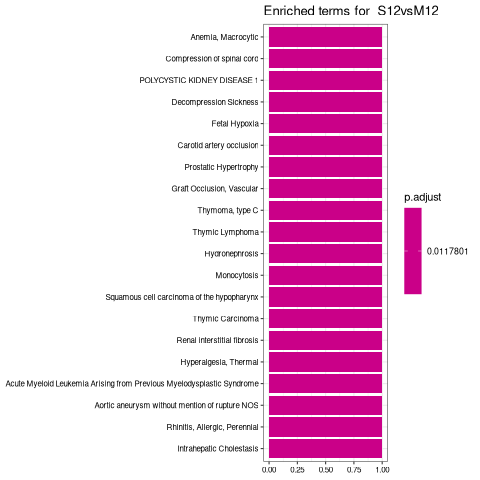 Enriched terms for S12vsM12
Anemia, Macrocytic
Compression of spinal cord
POLYCYSTIC KIDNEY DISEASE 1
Decompression Sickness
Fetal Hypoxia
Carotid artery occlusion
Prostatic Hypertrophy
Graft Occlusion, Vascular
Thymoma, type C
Thymic Lymphoma
Hydronephrosis
Monocytosis
Squamous cell carcinoma of the hypopharynx
Thymic Carcinoma
Renal interstitial fibrosis
Hyperalgesia, Thermal
Acute Myeloid Leukemia Arising from Previous Myelodysplastic Syndrome
Aortic aneurysm without mention of rupture NOS
Rhinitis, Allergic, Perennial
Intrahepatic Cholestasis
0.00 0.25 0.50 0.75 1.00
p.adjust
0.0117801